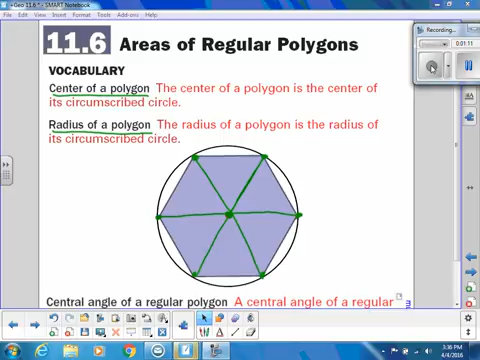 Geo 11.6 * - SMART Notebook
File Edit View Insert Format Tools Add-ons Help
Recording...
00:01:11
11.6 Areas of Regular Polygons
VOCABULARY
Center of a polygon The center of a polygon is the center of
its circumscribed circle.
Radius of a polygon The radius of a polygon is the radius of
its circumscribed circle.
Central angle of a regular polygon A central angle of a regular
3:36 PM
4/4/2016